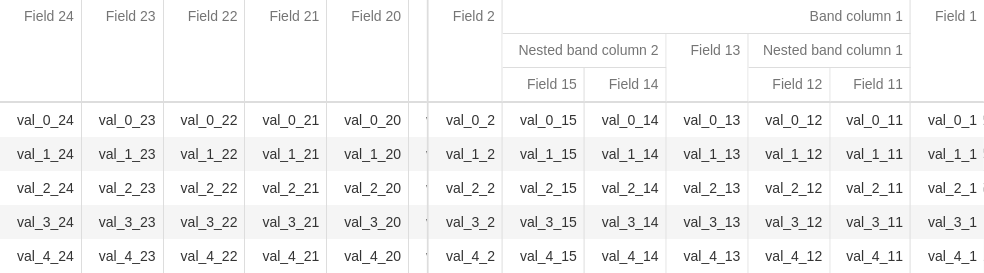 Field 24 Field 23 Field 22 Field 21 Field 20 Field 2 Band column 1 Field 1
Nested band column 2 Field 13 Nested band column 1
Field 15 Field 14 Field 12 Field 11
val_0_24 val_0_23 val_0_22 val_0_21 val_0_20 val_0_2 val_0_15 val_0_14 val_0_13 val_0_12 val_0_11 val_0_1
val_1_24 val_1_23 val_1_22 val_1_21 val_1_20 val_1_2 val_1_15 val_1_14 val_1_13 val_1_12 val_1_11 val_1_1
val_2_24 val_2_23 val_2_22 val_2_21 val_2_20 val_2_2 val_2_15 val_2_14 val_2_13 val_2_12 val_2_11 val_2_1
val_3_24 val_3_23 val_3_22 val_3_21 val_3_20 val_3_2 val_3_15 val_3_14 val_3_13 val_3_12 val_3_11 val_3_1
val_4_24 val_4_23 val_4_22 val_4_21 val_4_20 val_4_2 val_4_15 val_4_14 val_4_13 val_4_12 val_4_11 val_4_1